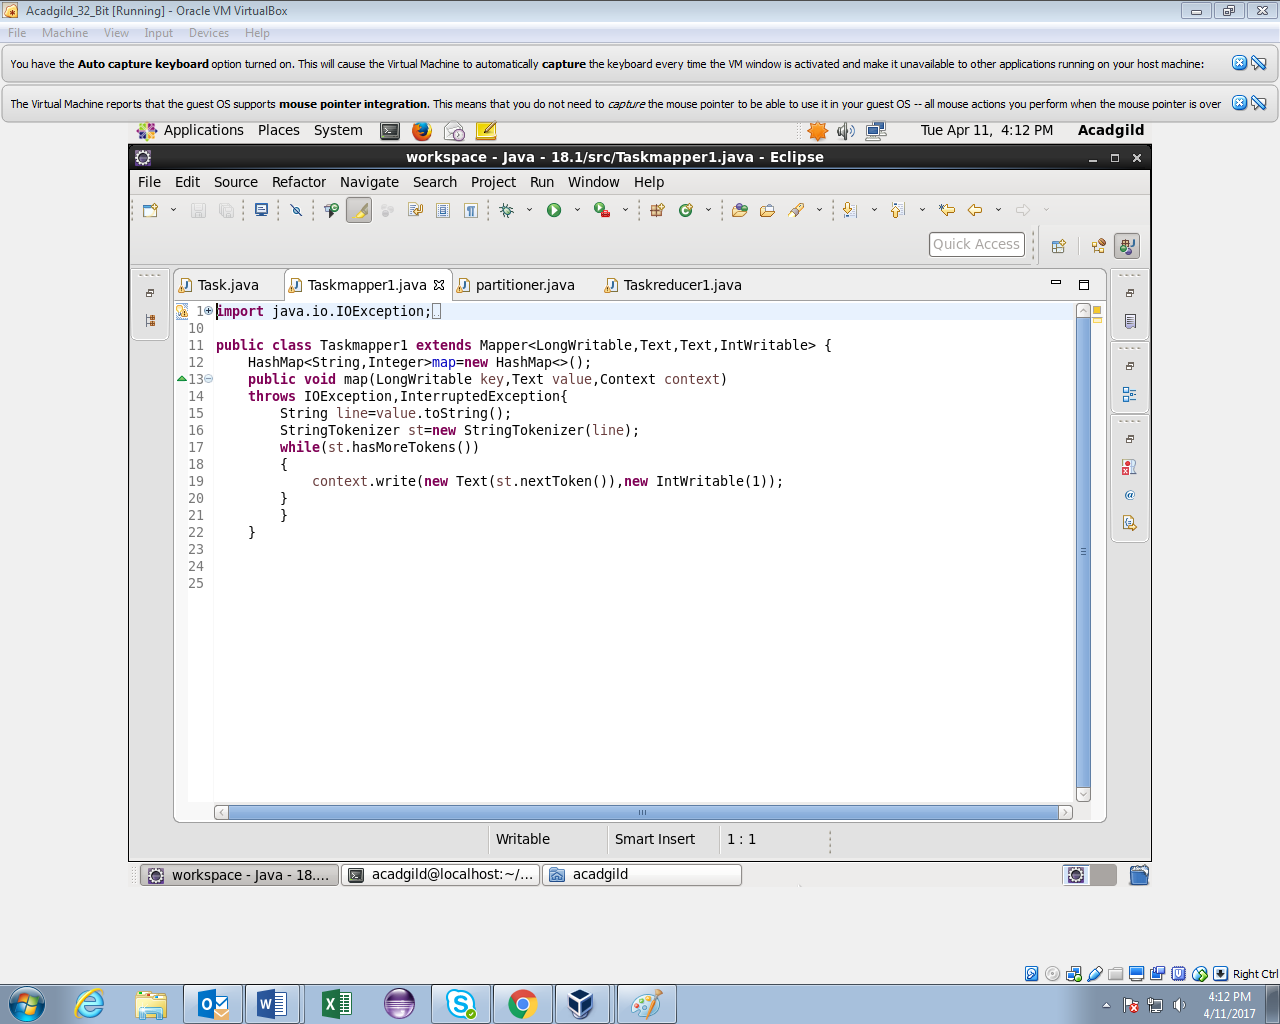 Acadgild_32_Bit [Running] - Oracle VM VirtualBox
File Machine View Input Devices Help
You have the Auto capture keyboard option turned on. This will cause the Virtual Machine to automatically capture the keyboard every time the VM window is activated and make it unavailable to other applications running on your host machine:
The Virtual Machine reports that the guest OS supports mouse pointer integration. This means that you do not need to capture the mouse pointer to be able to use it in your guest OS -- all mouse actions you perform when the mouse pointer is over
Applications Places System Tue Apr 11, 4:12 PM Acadgild
workspace - Java - 18.1/src/Taskmapper1.java - Eclipse
File Edit Source Refactor Navigate Search Project Run Window Help
Quick Access
Task.java Taskmapper1.java partitioner.java Taskreducer1.java
1 import java.io.IOException;
10
11 public class Taskmapper1 extends Mapper<LongWritable,Text,Text,IntWritable> {
12 HashMap<String,Integer>map=new HashMap<>();
13 public void map(LongWritable key,Text value,Context context)
14 throws IOException,InterruptedException{
15 String line=value.toString();
16 StringTokenizer st=new StringTokenizer(line);
17 while(st.hasMoreTokens())
18 {
19 context.write(new Text(st.nextToken()),new IntWritable(1));
20 }
21 }
22 }
23
24
25
Writable Smart Insert 1 : 1
workspace - Java - 18.... acadgild@localhost:~/... acadgild
Right Ctrl
4:12 PM
4/11/2017